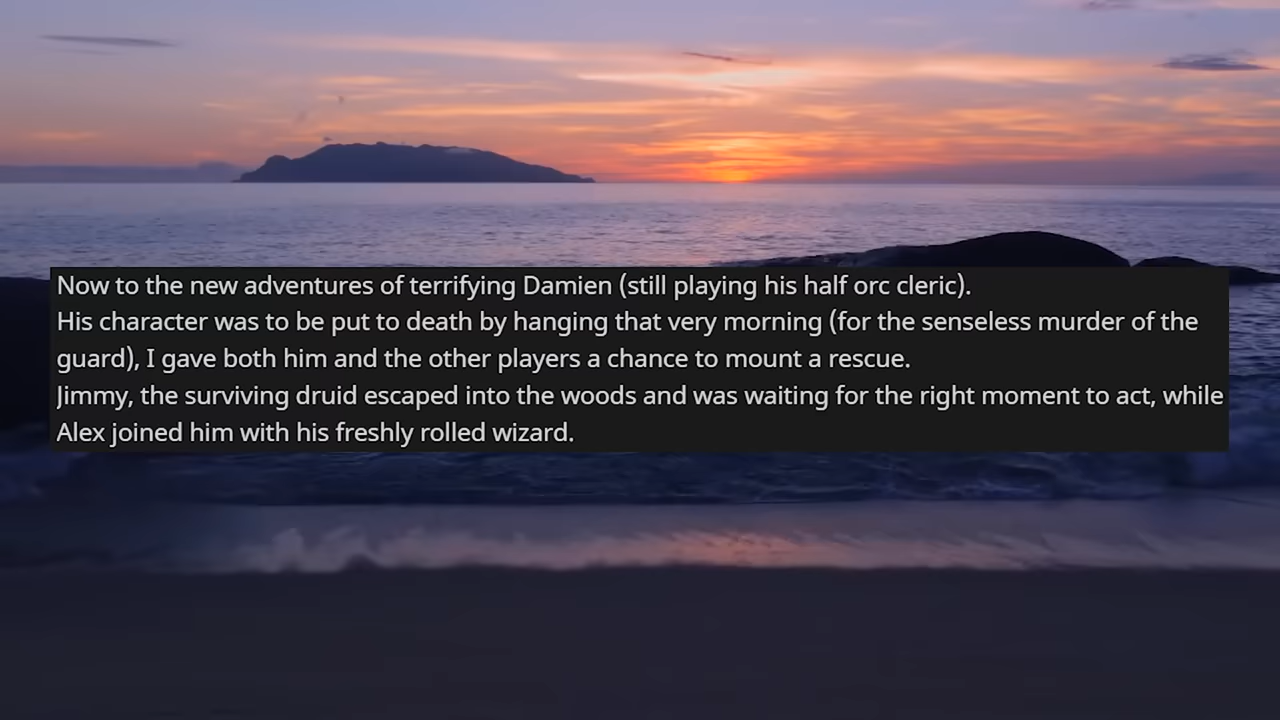 Now to the new adventures of terrifying Damien (still playing his half orc cleric).
His character was to be put to death by hanging that very morning (for the senseless murder of the
guard), I gave both him and the other players a chance to mount a rescue.
Jimmy, the surviving druid escaped into the woods and was waiting for the right moment to act, while
Alex joined him with his freshly rolled wizard.